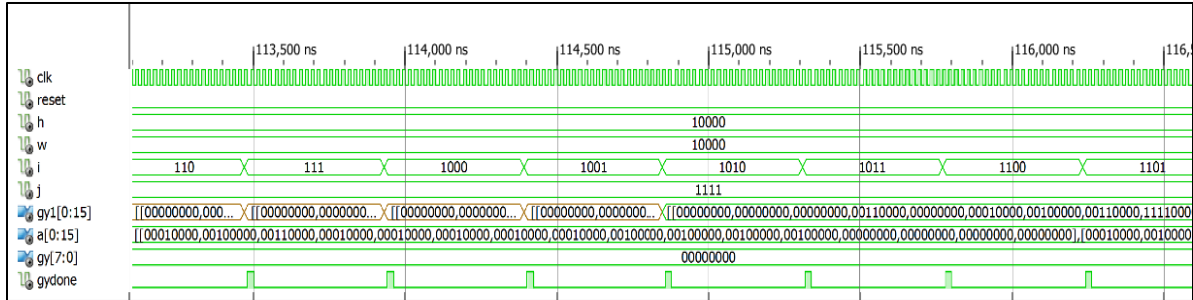 113,500 ns 114,000 ns 114,500 ns 115,000 ns 115,500 ns 116,000 ns 116,5
clk
reset
h 10000
w 10000
i 110 111 1000 1001 1010 1011 1100 1101
j 1111
gy1[0:15] [[00000000,000... [[00000000,0000000... [[00000000,0000000... [[00000000,0000000... [[00000000,00000000,00000000,00110000,00000000,00010000,00100000,00110000,1111000
a[0:15] [[00010000,00100000,00110000,00010000,00010000,00010000,00010000,00010000,00100000,00100000,00100000,00100000,00000000,00000000,00000000,00000000],[00010000,0010000
gy[7:0] 00000000
gydone